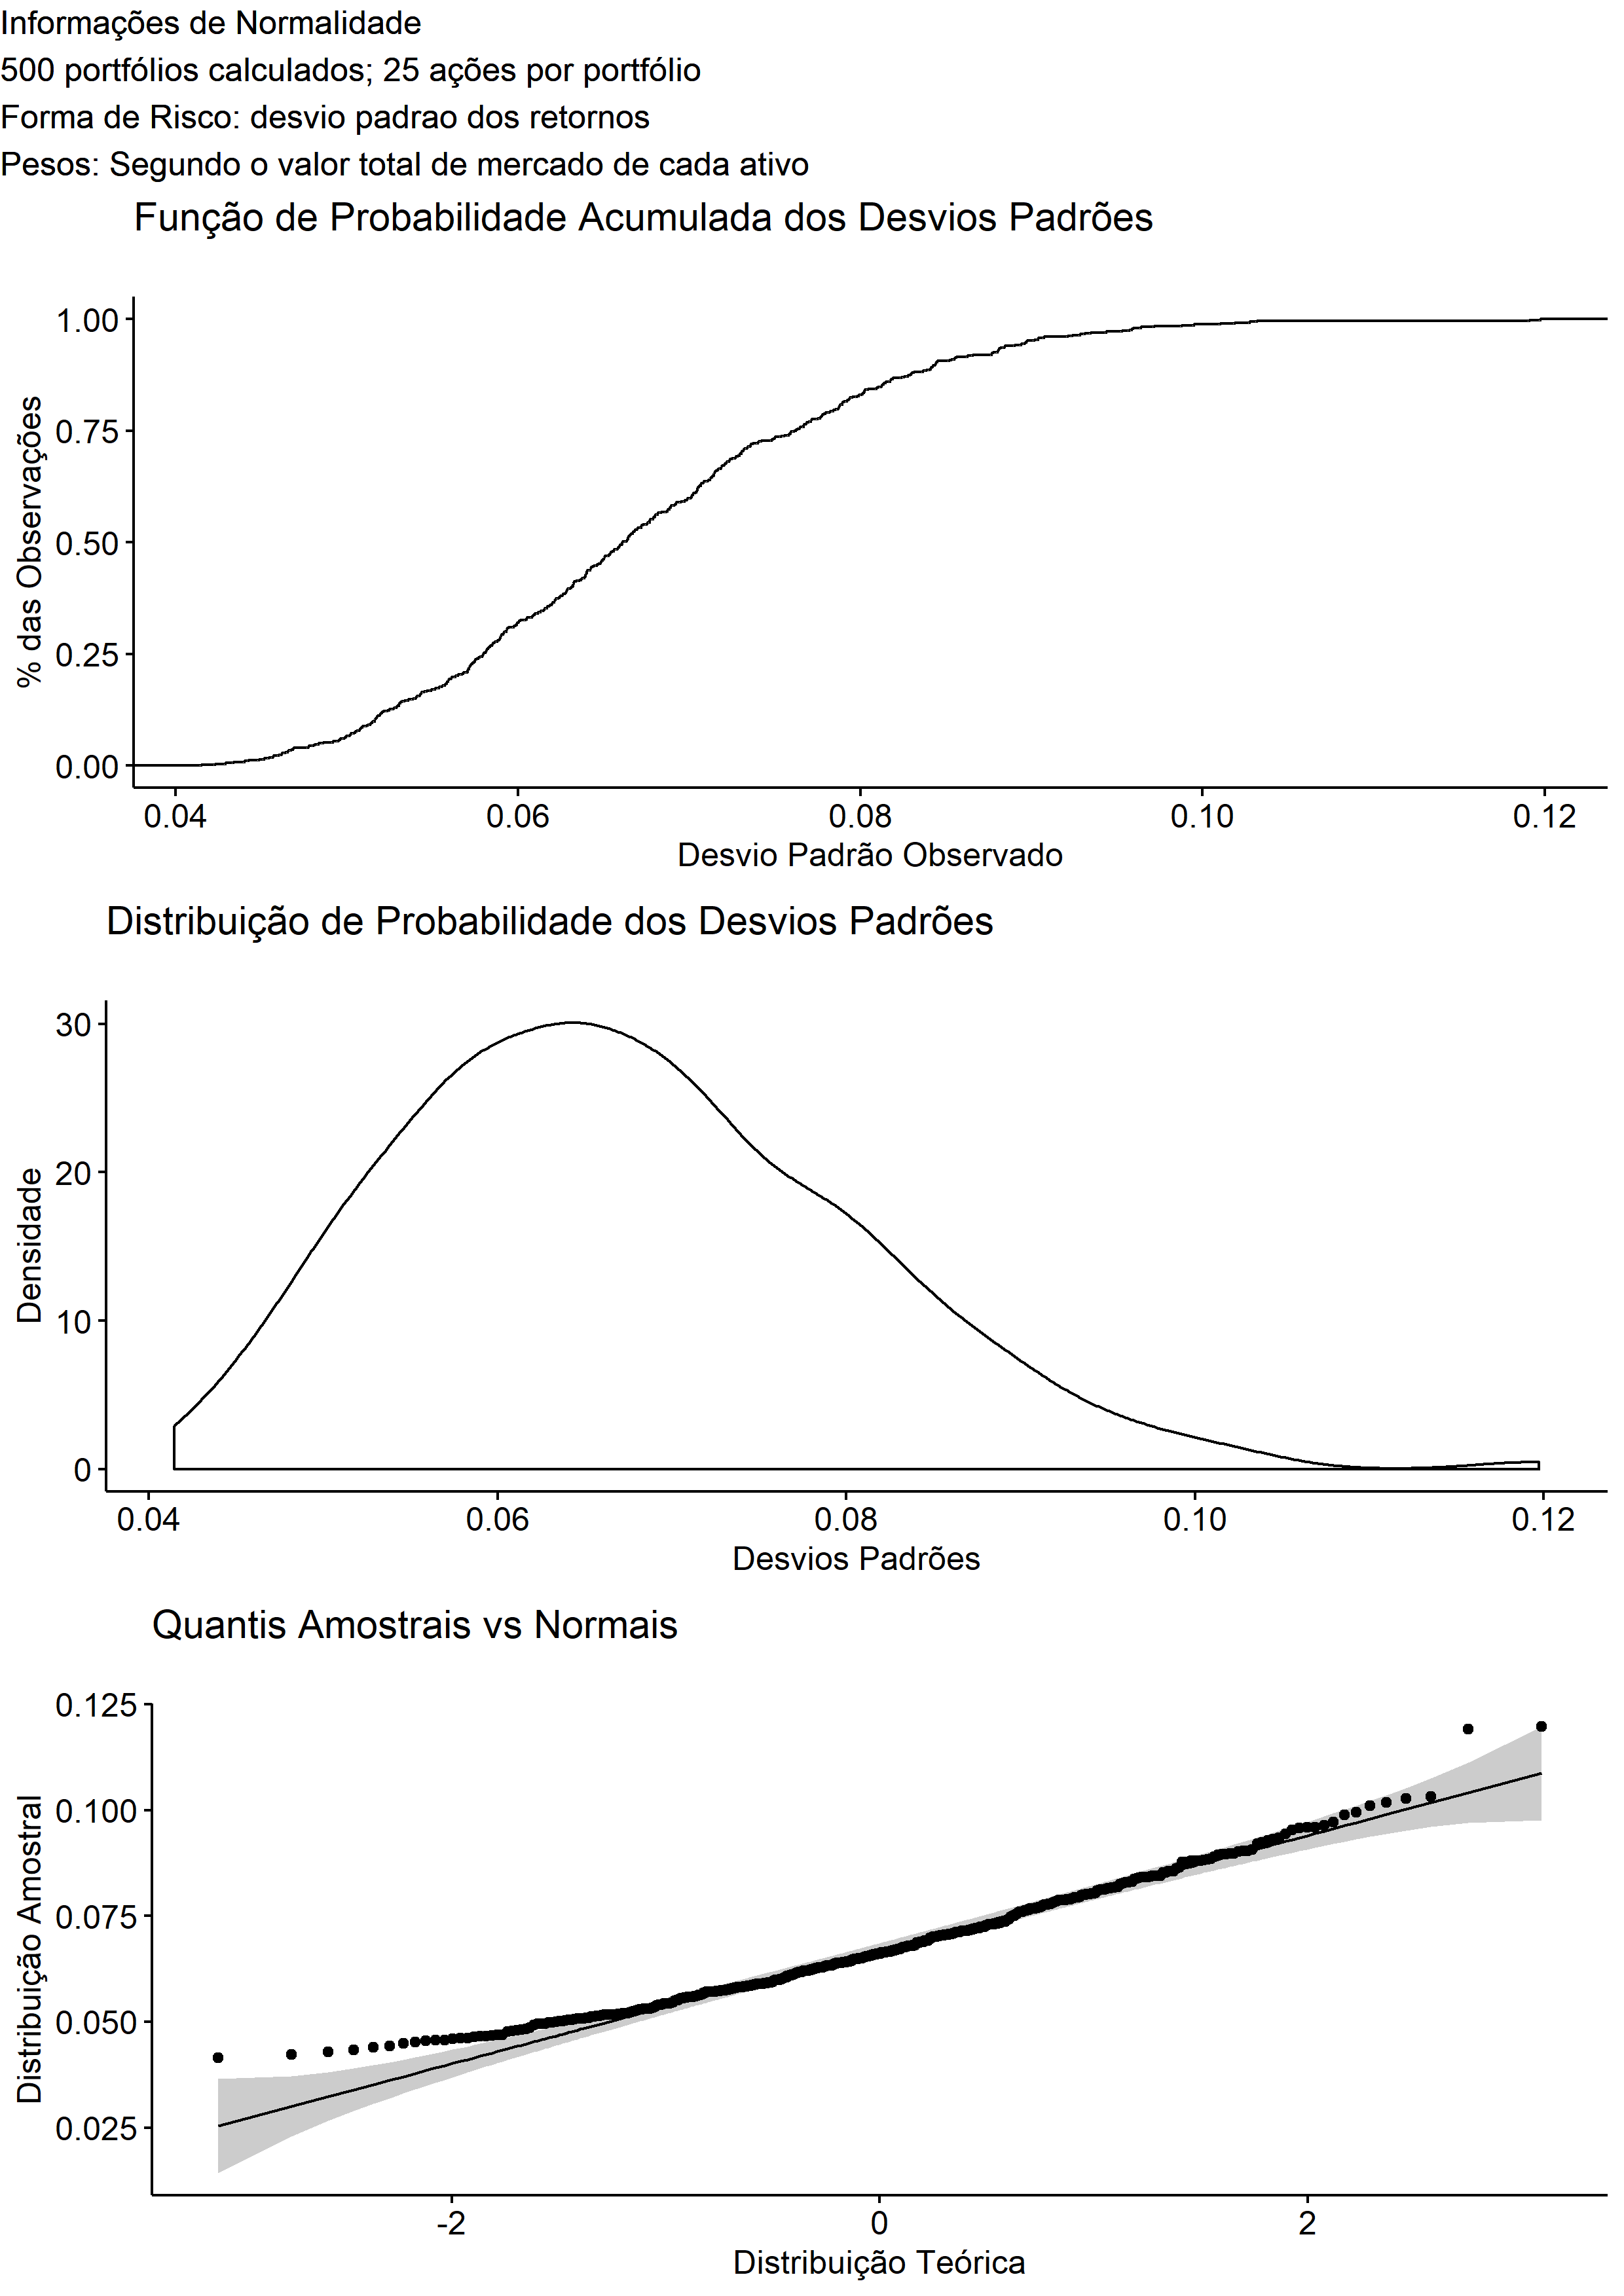 Informações de Normalidade
500 portfólios calculados; 25 ações por portfólio
Forma de Risco: desvio padrao dos retornos
Pesos: Segundo o valor total de mercado de cada ativo
Função de Probabilidade Acumulada dos Desvios Padrões
% das Observações
1.00
0.75
0.50
0.25
0.00
0.04 0.06 0.08 0.10 0.12
Desvio Padrão Observado
Distribuição de Probabilidade dos Desvios Padrões
Densidade
30
20
10
0
0.04 0.06 0.08 0.10 0.12
Desvios Padrões
Quantis Amostrais vs Normais
Distribuição Amostral
0.125
0.100
0.075
0.050
0.025
-2 0 2
Distribuição Teórica